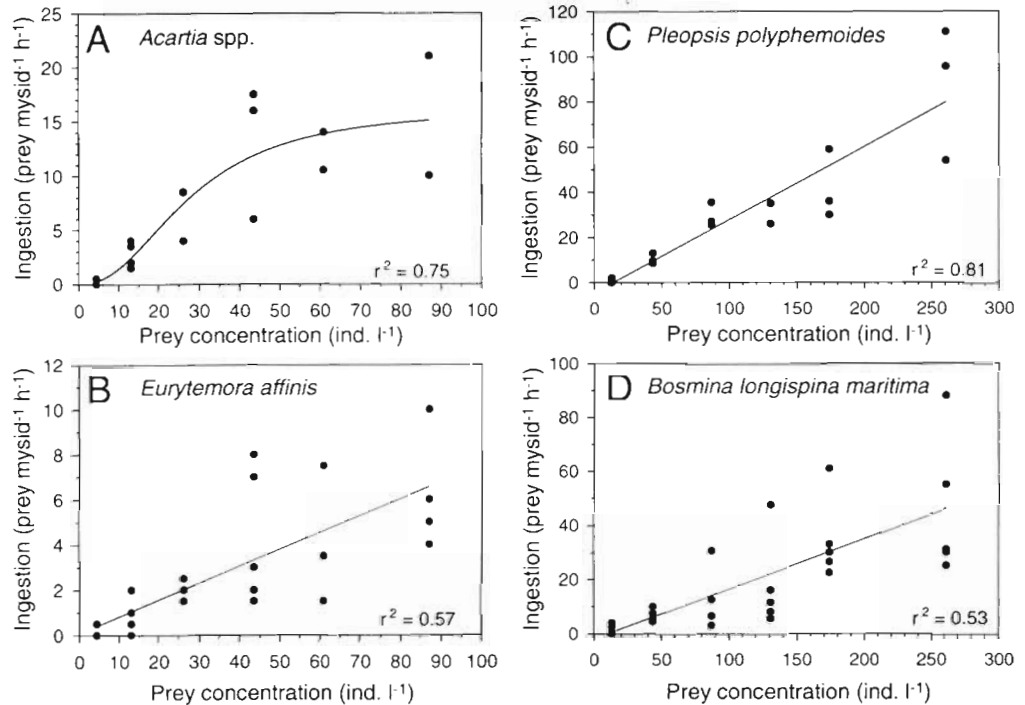 A Acartia spp.
25
20
15
10
5
0
Ingestion (prey mysid-1 h-1)
r2 = 0.75
0 10 20 30 40 50 60 70 80 90 100
Prey concentration (ind. l-1)
C Pleopsis polyphemoides
120
100
80
60
40
20
0
Ingestion (prey mysid-1 h-1)
r2 = 0.81
0 50 100 150 200 250 300
Prey concentration (ind. l-1)
B Eurytemora affinis
12
10
8
6
4
2
0
Ingestion (prey mysid-1 h-1)
r2 = 0.57
0 10 20 30 40 50 60 70 80 90 100
Prey concentration (ind. l-1)
D Bosmina longispina maritima
100
80
60
40
20
0
Ingestion (prey mysid-1 h-1)
r2 = 0.53
0 50 100 150 200 250 300
Prey concentration (ind. l-1)